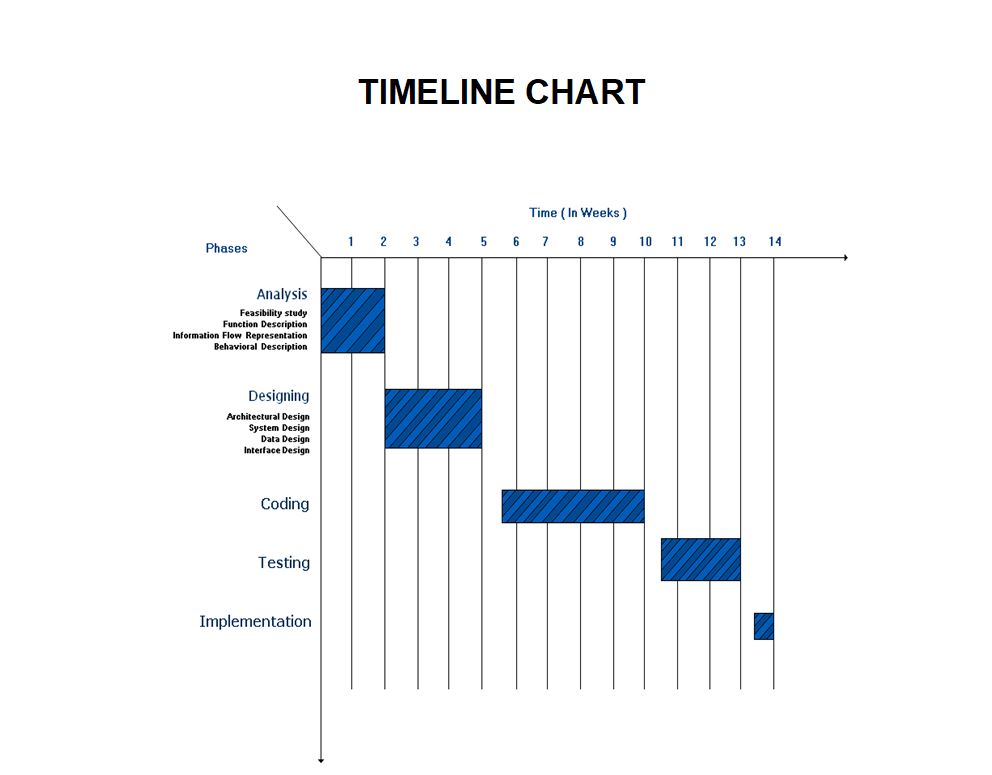 TIMELINE CHART
Time ( In Weeks )
Phases
1 2 3 4 5 6 7 8 9 10 11 12 13 14
Analysis
Feasibility study
Function Description
Information Flow Representation
Behavioral Description
Designing
Architectural Design
System Design
Data Design
Interface Design
Coding
Testing
Implementation